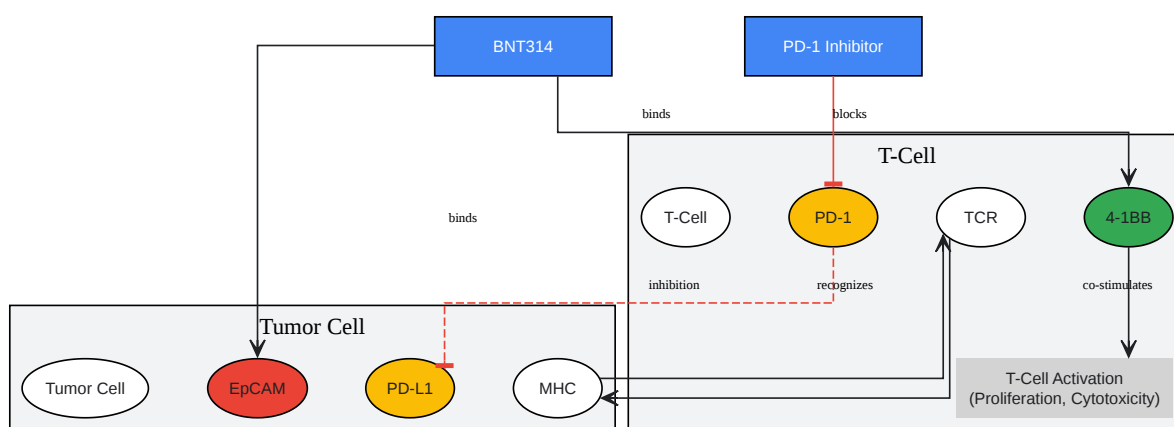 BNT314
PD-1 Inhibitor
binds
blocks
T-Cell
T-Cell
PD-1
TCR
4-1BB
binds
inhibition
recognizes
co-stimulates
Tumor Cell
Tumor Cell
EpCAM
PD-L1
MHC
T-Cell Activation
(Proliferation, Cytotoxicity)